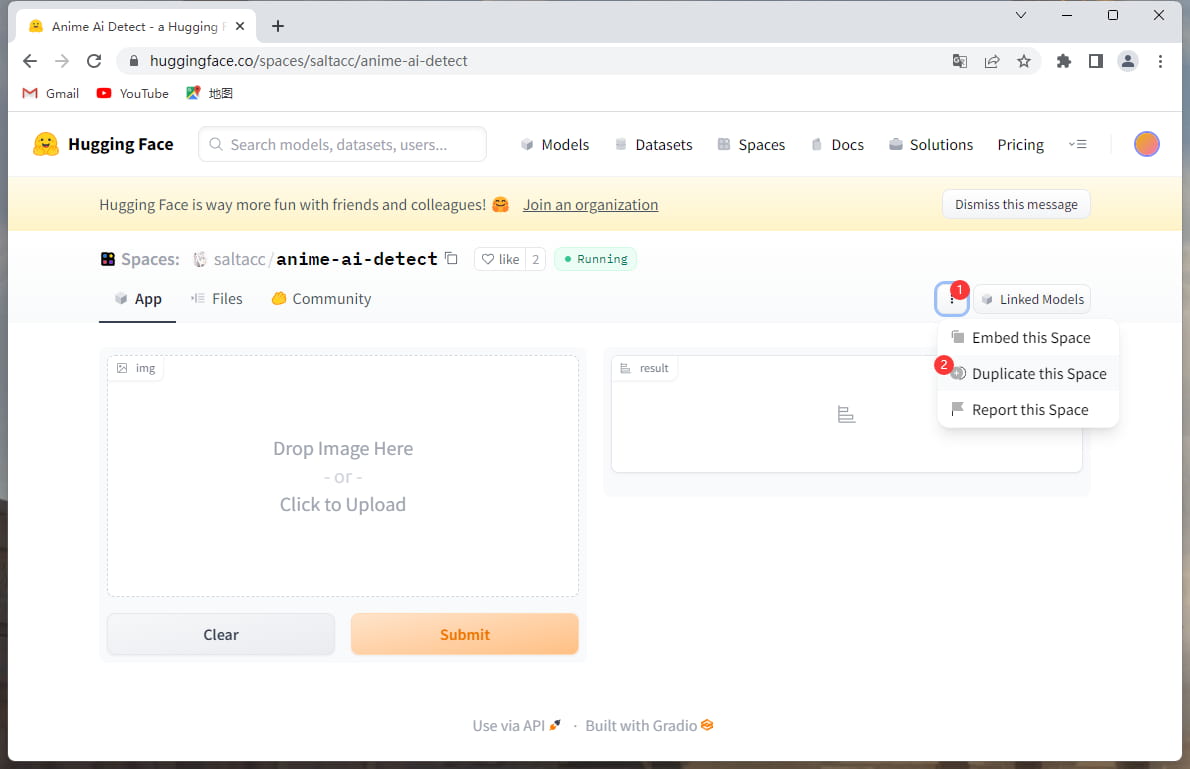 Anime Ai Detect - a Hugging F
huggingface.co/spaces/saltacc/anime-ai-detect
Gmail YouTube 地图
Hugging Face Search models, datasets, users... Models Datasets Spaces Docs Solutions Pricing
Hugging Face is way more fun with friends and colleagues! 🤗 Join an organization Dismiss this message
Spaces: saltacc/anime-ai-detect like 2 Running
App Files Community 1 Linked Models
Embed this Space
2 Duplicate this Space
Report this Space
img
result
Drop Image Here
- or -
Click to Upload
Clear Submit
Use via API 🚀 · Built with Gradio